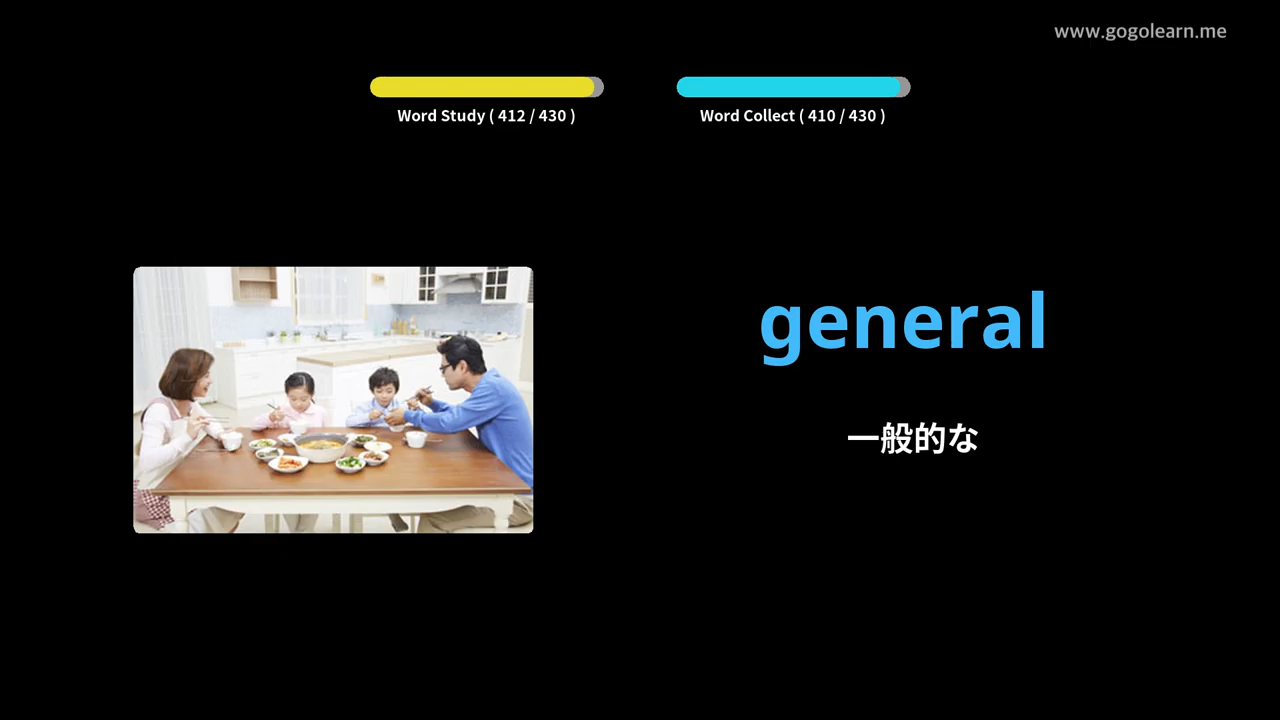 www.gogolearn.me
Word Study ( 412 / 430 )
Word Collect ( 410 / 430 )
general
一般的な